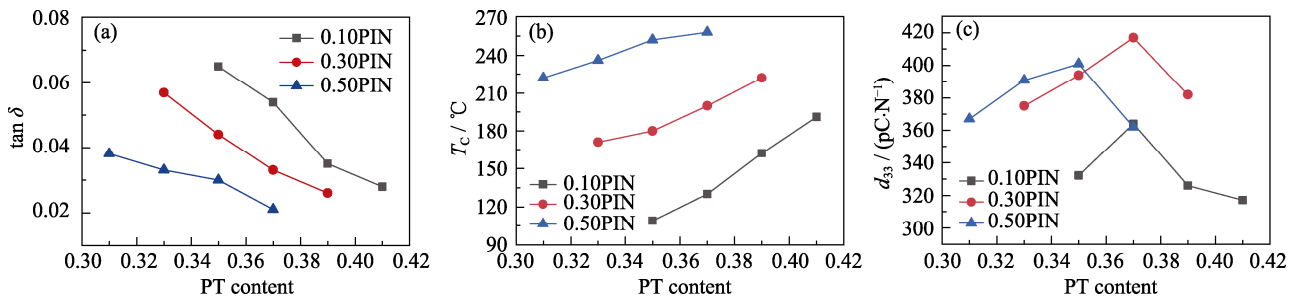 (a)
0.10PIN
0.30PIN
0.50PIN
0.08
0.06
0.04
0.02
tan δ
0.30 0.32 0.34 0.36 0.38 0.40 0.42
PT content
(b)
270
240
210
180
150
120
90
T_C / ℃
0.10PIN
0.30PIN
0.50PIN
0.30 0.32 0.34 0.36 0.38 0.40 0.42
PT content
(c)
420
400
380
360
340
320
300
d₃₃ / (pC·N⁻¹)
0.10PIN
0.30PIN
0.50PIN
0.30 0.32 0.34 0.36 0.38 0.40 0.42
PT content